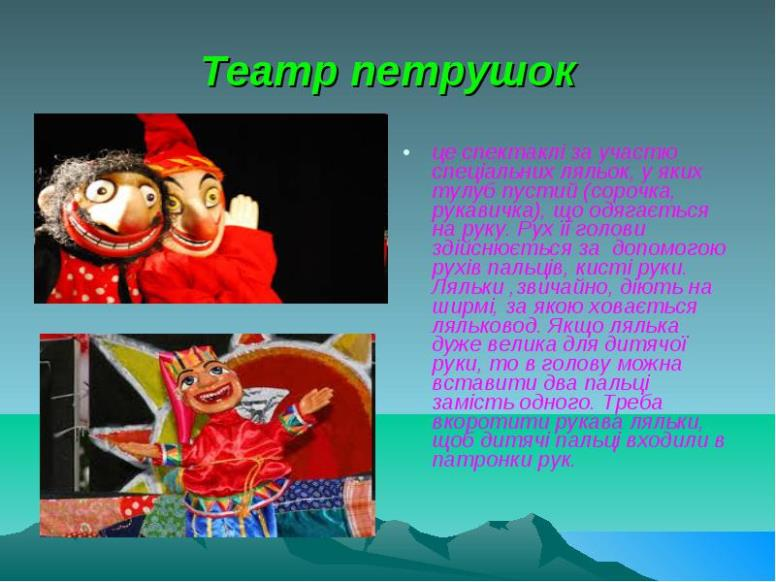 Театр петрушок
• це спектаклі за участю
спеціальних ляльок, у яких
тулуб пустий (сорочка,
рукавичка), що одягається
на руку. Рух її голови
здійснюється за допомогою
рухів пальців, кисті руки.
Ляльки ,звичайно, діють на
ширмі, за якою ховається
ляльковод. Якщо лялька
дуже велика для дитячої
руки, то в голову можна
вставити два пальці
замість одного. Треба
вкоротити рукава ляльки,
щоб дитячі пальці входили в
патронки рук.